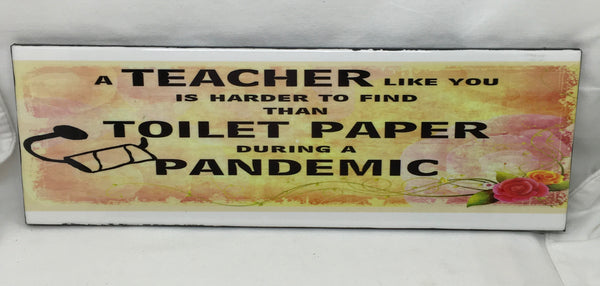 A TEACHER LIKE YOU
IS HARDER TO FIND
THAN
TOILET PAPER
DURING A
PANDEMIC